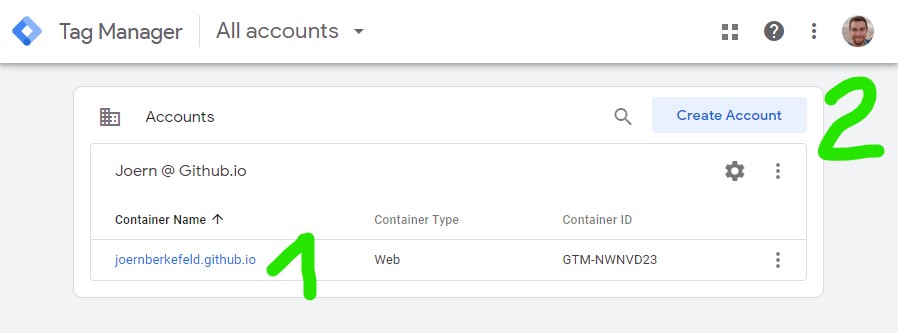 Tag Manager All accounts
Accounts Create Account 2
Joern @ Github.io
Container Name ↑ Container Type Container ID
joernberkefeld.github.io 1 Web GTM-NWNVD23